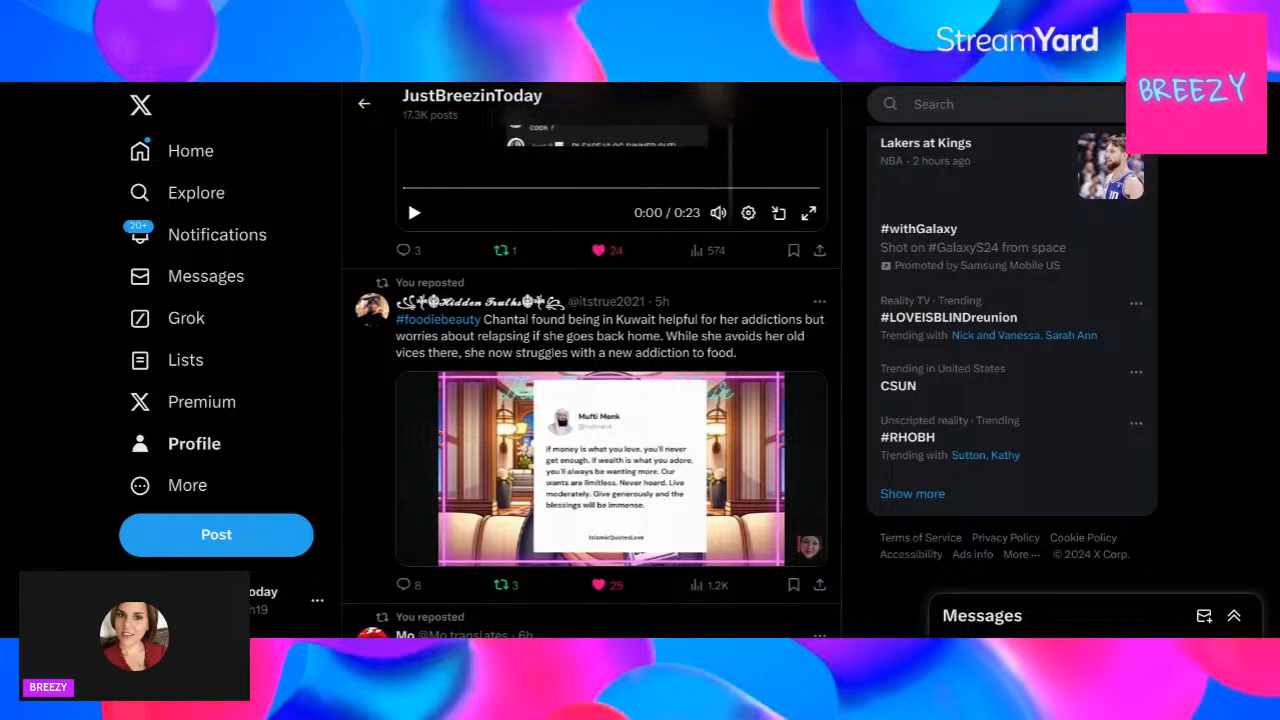 StreamYard
BREEZY
JustBreezinToday
17.3K posts
COOK ?
0:00 / 0:23
3
1
24
574
You reposted
Hidden Truths
@itstrue2021 · 5h
#foodiebeauty Chantal found being in Kuwait helpful for her addictions but
worries about relapsing if she goes back home. While she avoids her old
vices there, she now struggles with a new addiction to food.
Mufti Menk
@muftimenk
If money is what you love, you'll never
get enough. If wealth is what you adore,
you'll always be wanting more. Our
wants are limitless. Never hoard. Live
moderately. Give generously and the
blessings will be immense.
IslamicQuotesLove
8
3
25
1.2K
You reposted
Mo @Mo_translates · 6h
Home
Explore
20+
Notifications
Messages
Grok
Lists
Premium
Profile
More
Post
oday
h19
BREEZY
Search
Lakers at Kings
NBA · 2 hours ago
#withGalaxy
Shot on #GalaxyS24 from space
Promoted by Samsung Mobile US
Reality TV · Trending
#LOVEISBLINDreunion
Trending with Nick and Vanessa, Sarah Ann
Trending in United States
CSUN
Unscripted reality · Trending
#RHOBH
Trending with Sutton, Kathy
Show more
Terms of Service Privacy Policy Cookie Policy
Accessibility Ads info More ··· © 2024 X Corp.
Messages